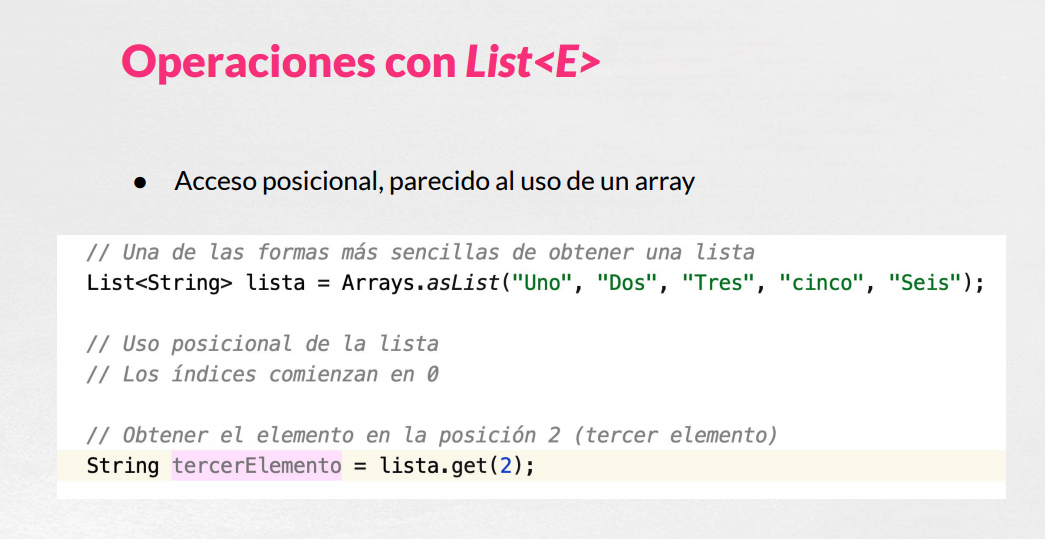 Operaciones con List<E>
● Acceso posicional, parecido al uso de un array
// Una de las formas más sencillas de obtener una lista
List<String> lista = Arrays.asList("Uno", "Dos", "Tres", "cinco", "Seis");
// Uso posicional de la lista
// Los índices comienzan en 0
// Obtener el elemento en la posición 2 (tercer elemento)
String tercerElemento = lista.get(2);